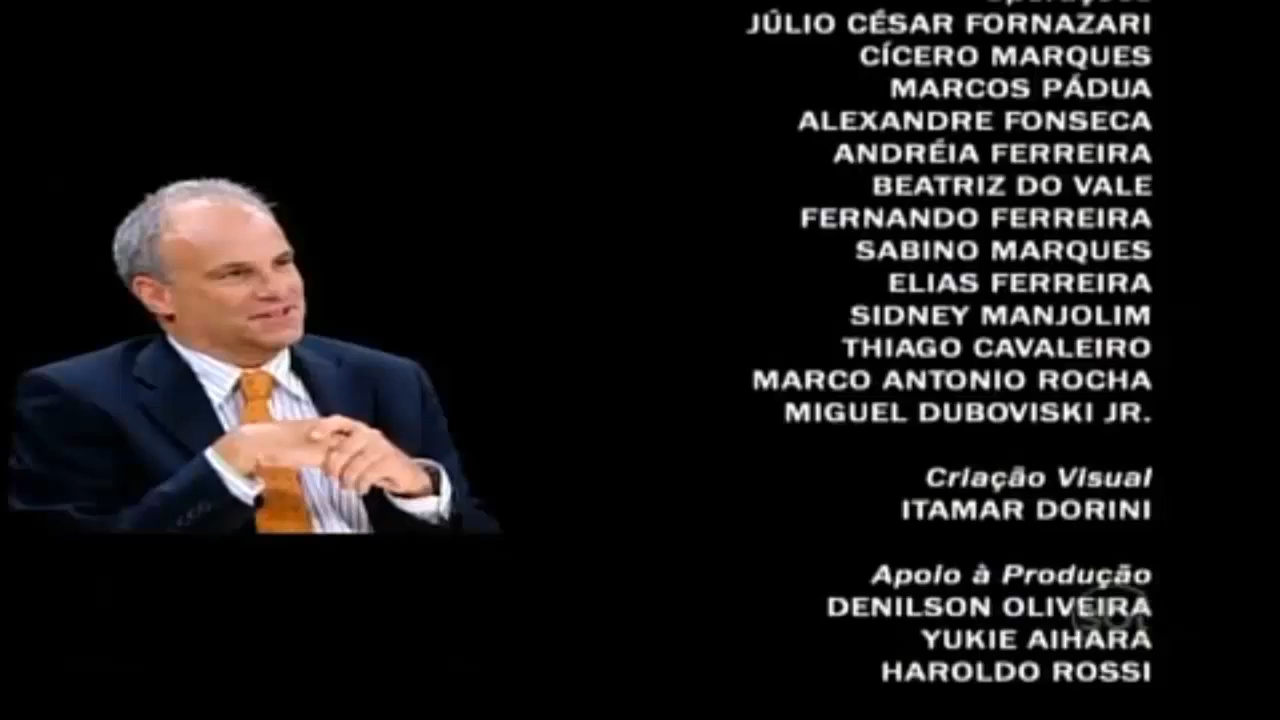 JÚLIO CÉSAR FORNAZARI
CÍCERO MARQUES
MARCOS PÁDUA
ALEXANDRE FONSECA
ANDRÉIA FERREIRA
BEATRIZ DO VALE
FERNANDO FERREIRA
SABINO MARQUES
ELIAS FERREIRA
SIDNEY MANJOLIM
THIAGO CAVALEIRO
MARCO ANTONIO ROCHA
MIGUEL DUBOVISKI JR.
Criação Visual
ITAMAR DORINI
Apoio à Produção
DENILSON OLIVEIRA
YUKIE AIHARA
HAROLDO ROSSI